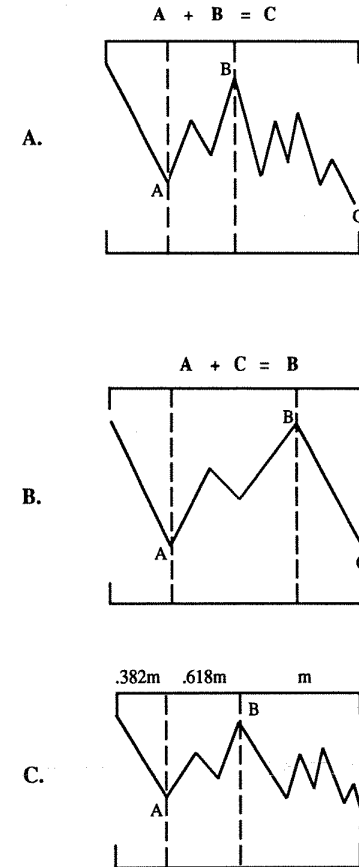 A + B = C
A.
B
A
C
A + C = B
B.
B
A
C
.382m .618m m
C.
B
A